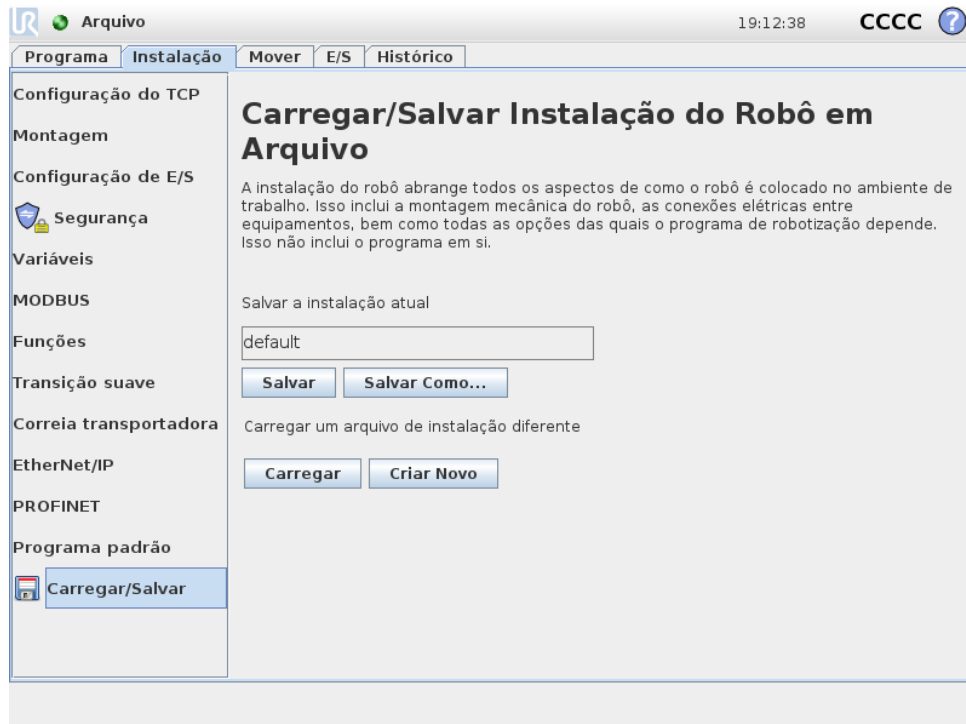 UR Arquivo 19:12:38 CCCC ?
Programa Instalação Mover E/S Histórico
Configuração do TCP
Montagem
Configuração de E/S
Segurança
Variáveis
MODBUS
Funções
Transição suave
Correia transportadora
EtherNet/IP
PROFINET
Programa padrão
Carregar/Salvar
Carregar/Salvar Instalação do Robô em
Arquivo
A instalação do robô abrange todos os aspectos de como o robô é colocado no ambiente de
trabalho. Isso inclui a montagem mecânica do robô, as conexões elétricas entre
equipamentos, bem como todas as opções das quais o programa de robotização depende.
Isso não inclui o programa em si.
Salvar a instalação atual
default
Salvar Salvar Como...
Carregar um arquivo de instalação diferente
Carregar Criar Novo